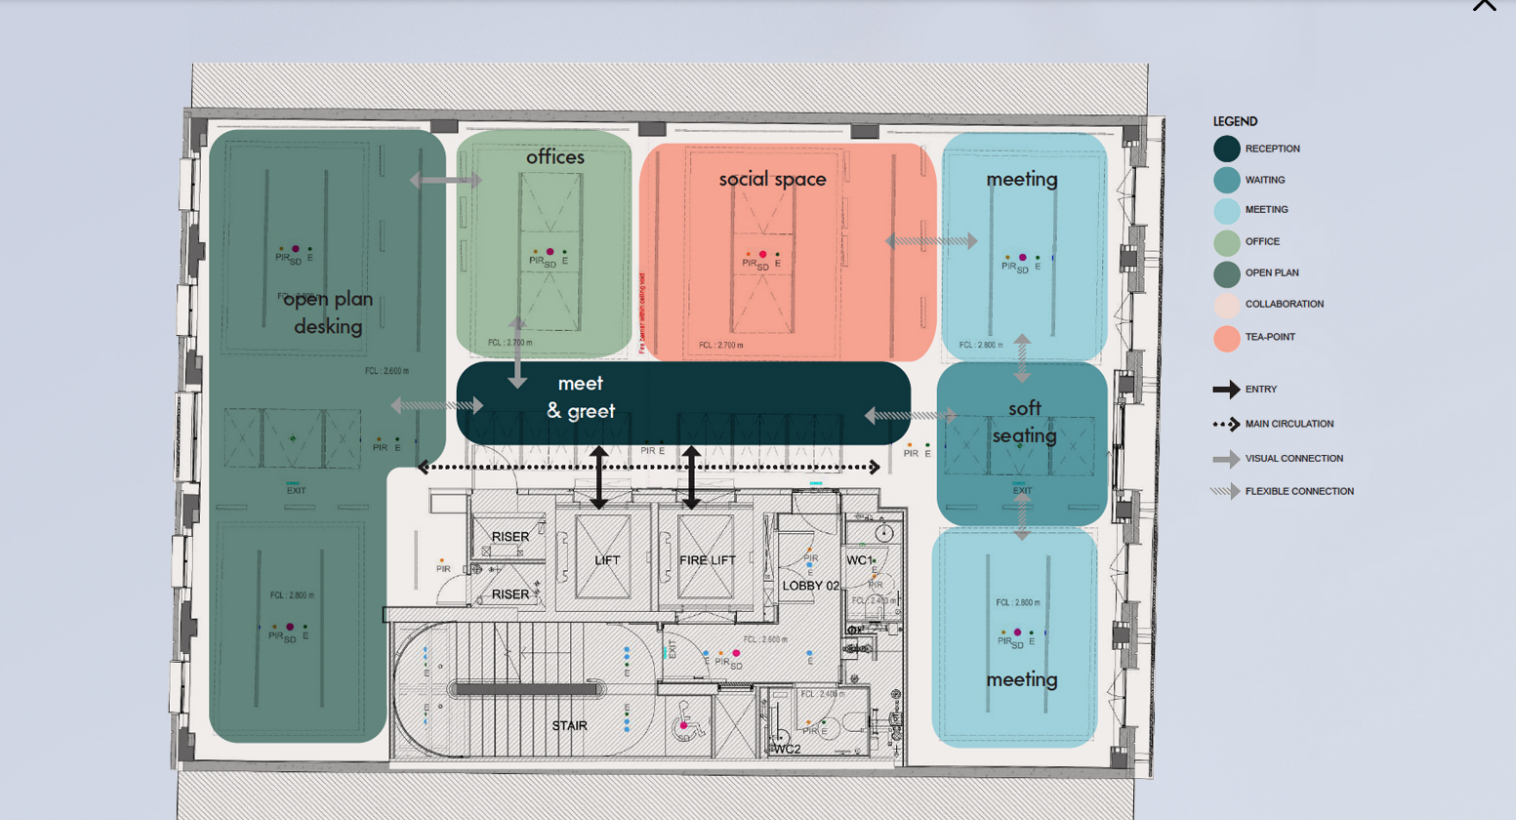 offices
social space
meeting
PIR SD E
PIR SD E
PIR SD E
PIR SD E
open plan
desking
Fire barrier within ceiling void
FCL : 2.700 m
FCL : 2.700 m
FCL : 2.800 m
FCL : 2.600 m
meet
& greet
soft
seating
PIR E
PIR E
PIR E
EXIT
EXIT
RISER
LIFT
FIRE LIFT
PIR
E
WC1
E
PIR
PIR
LOBBY 02
RISER
FCL : 2.800 m
FCL : 2.800 m
PIR SD E
PIR SD E
FCL : 2.600 m
EXIT
E
PIR SD
E
E
E
meeting
FCL : 2.405 m
STAIR
E
E
PIR E
WC2
LEGEND
RECEPTION
WAITING
MEETING
OFFICE
OPEN PLAN
COLLABORATION
TEA-POINT
ENTRY
MAIN CIRCULATION
VISUAL CONNECTION
FLEXIBLE CONNECTION